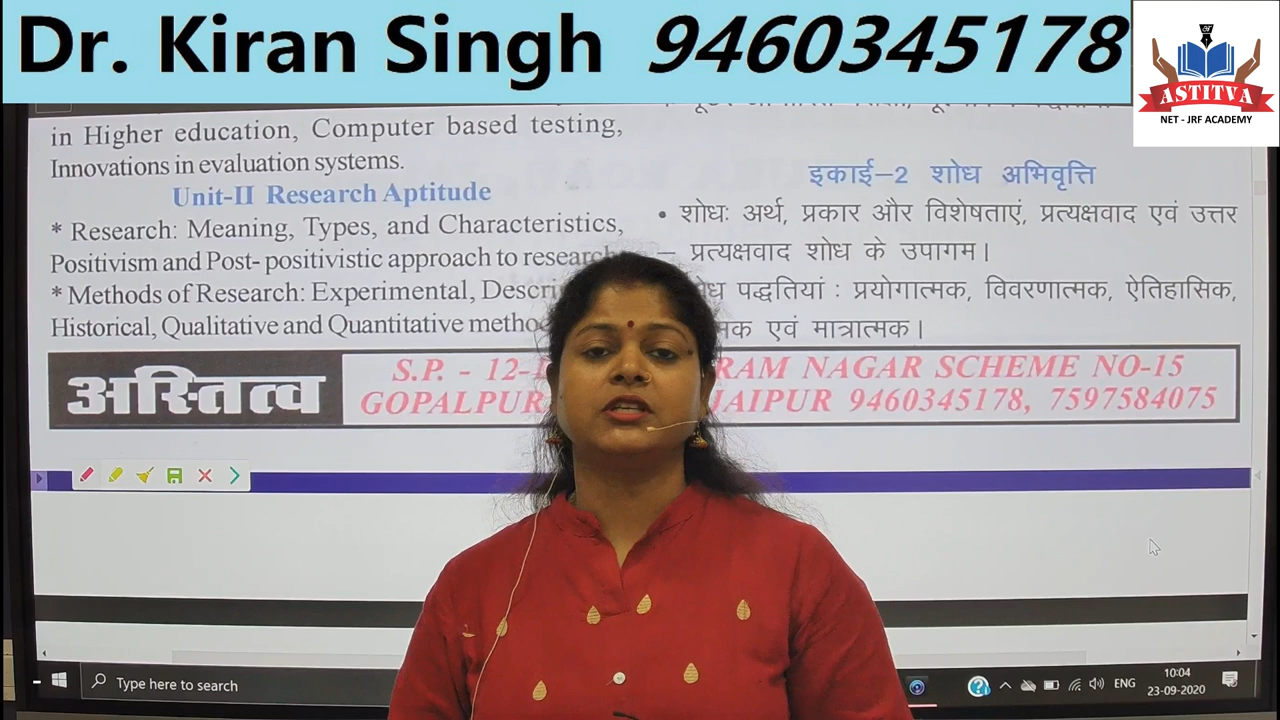 Dr. Kiran Singh 9460345178
ASTITVA
NET - JRF ACADEMY
in Higher education, Computer based testing,
Innovations in evaluation systems.
Unit-II Research Aptitude
* Research: Meaning, Types, and Characteristics,
Positivism and Post- positivistic approach to research
* Methods of Research: Experimental,
Historical, Qualitative and Quantitative
इकाई–2 शोध अभिवृत्ति
• शोधः अर्थ, प्रकार और विशेषताएं, प्रत्यक्षवाद एवं उत्तर
– प्रत्यक्षवाद शोध के उपागम।
पद्धतियां : प्रयोगात्मक, विवरणात्मक, ऐतिहासिक,
एवं मात्रात्मक।
अस्तित्व
S.P. - 12- NAGAR SCHEME NO-15
JAIPUR 9460345178, 7597584075
Type here to search
ENG
10:04
23-09-2020